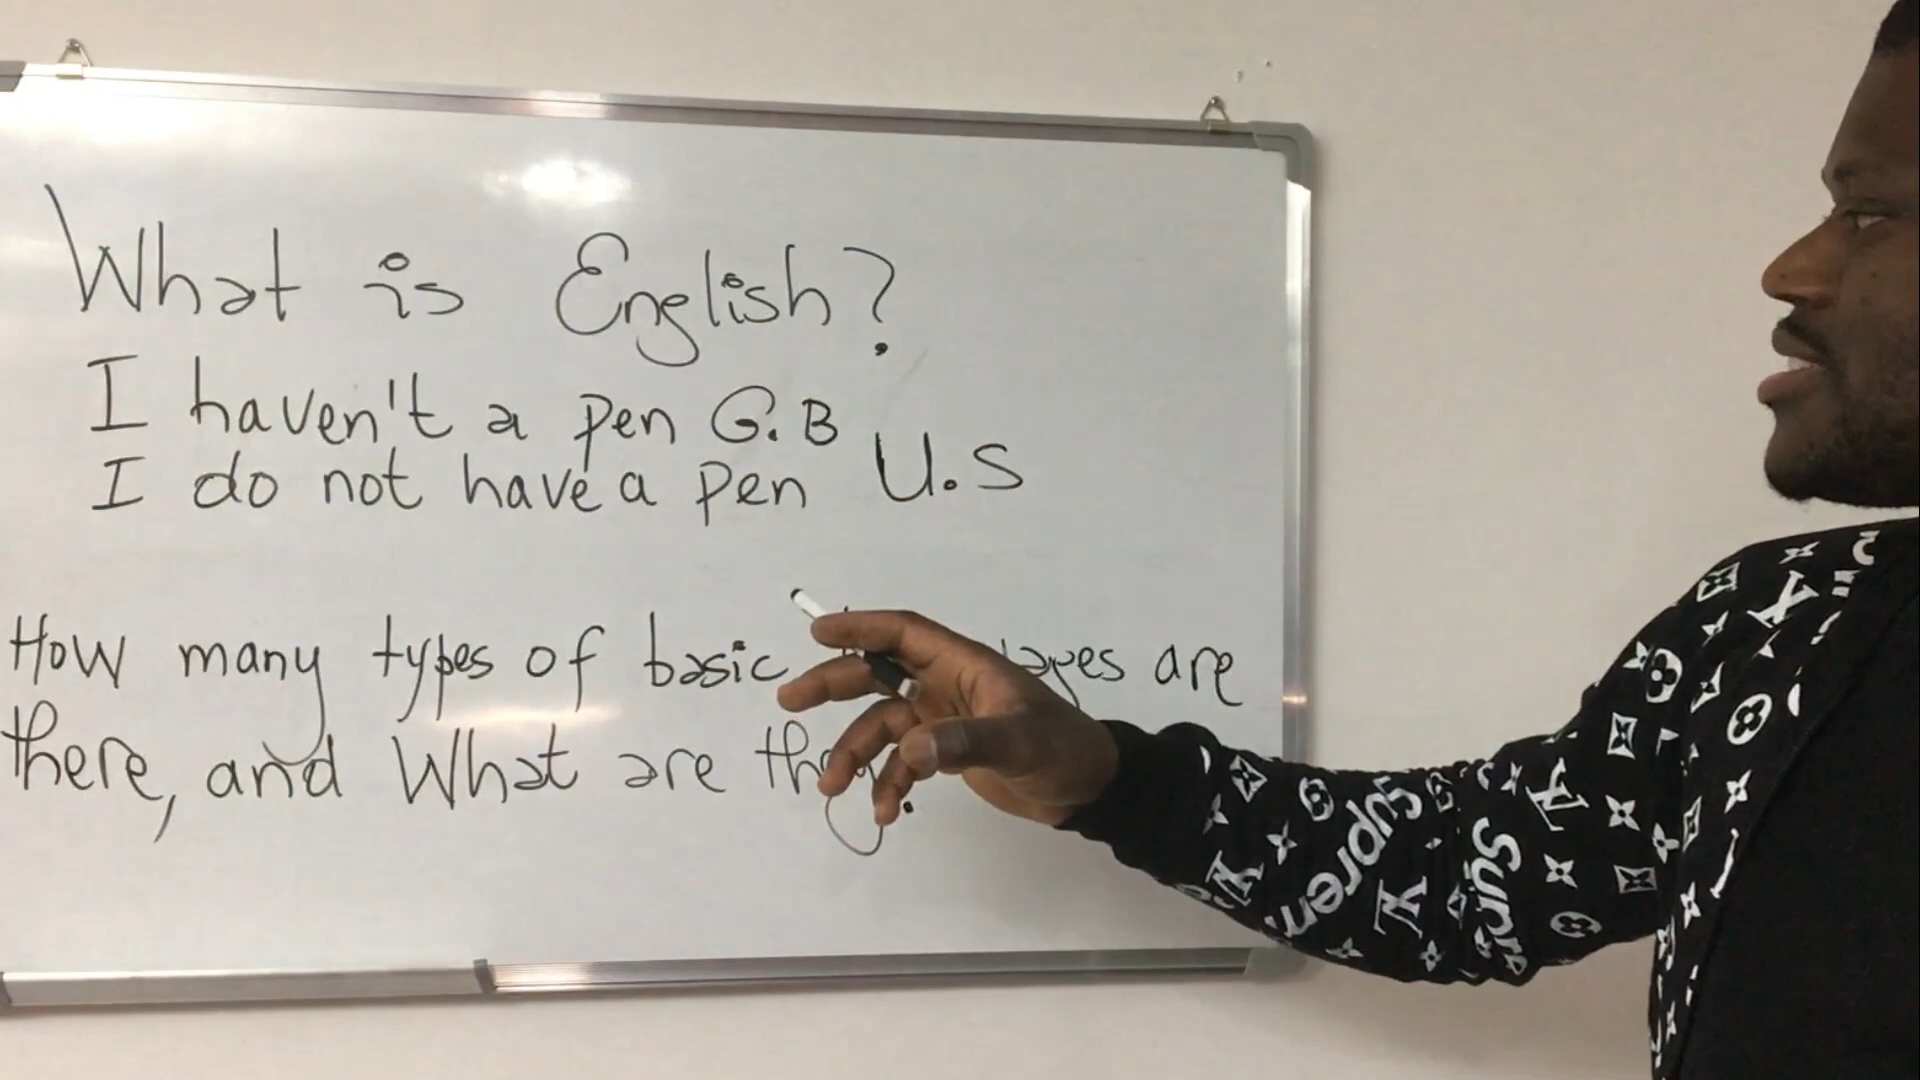 What is English?
I haven't a pen G.B
I do not have a pen U.S
How many types of basic are
there, and What are
Supreme